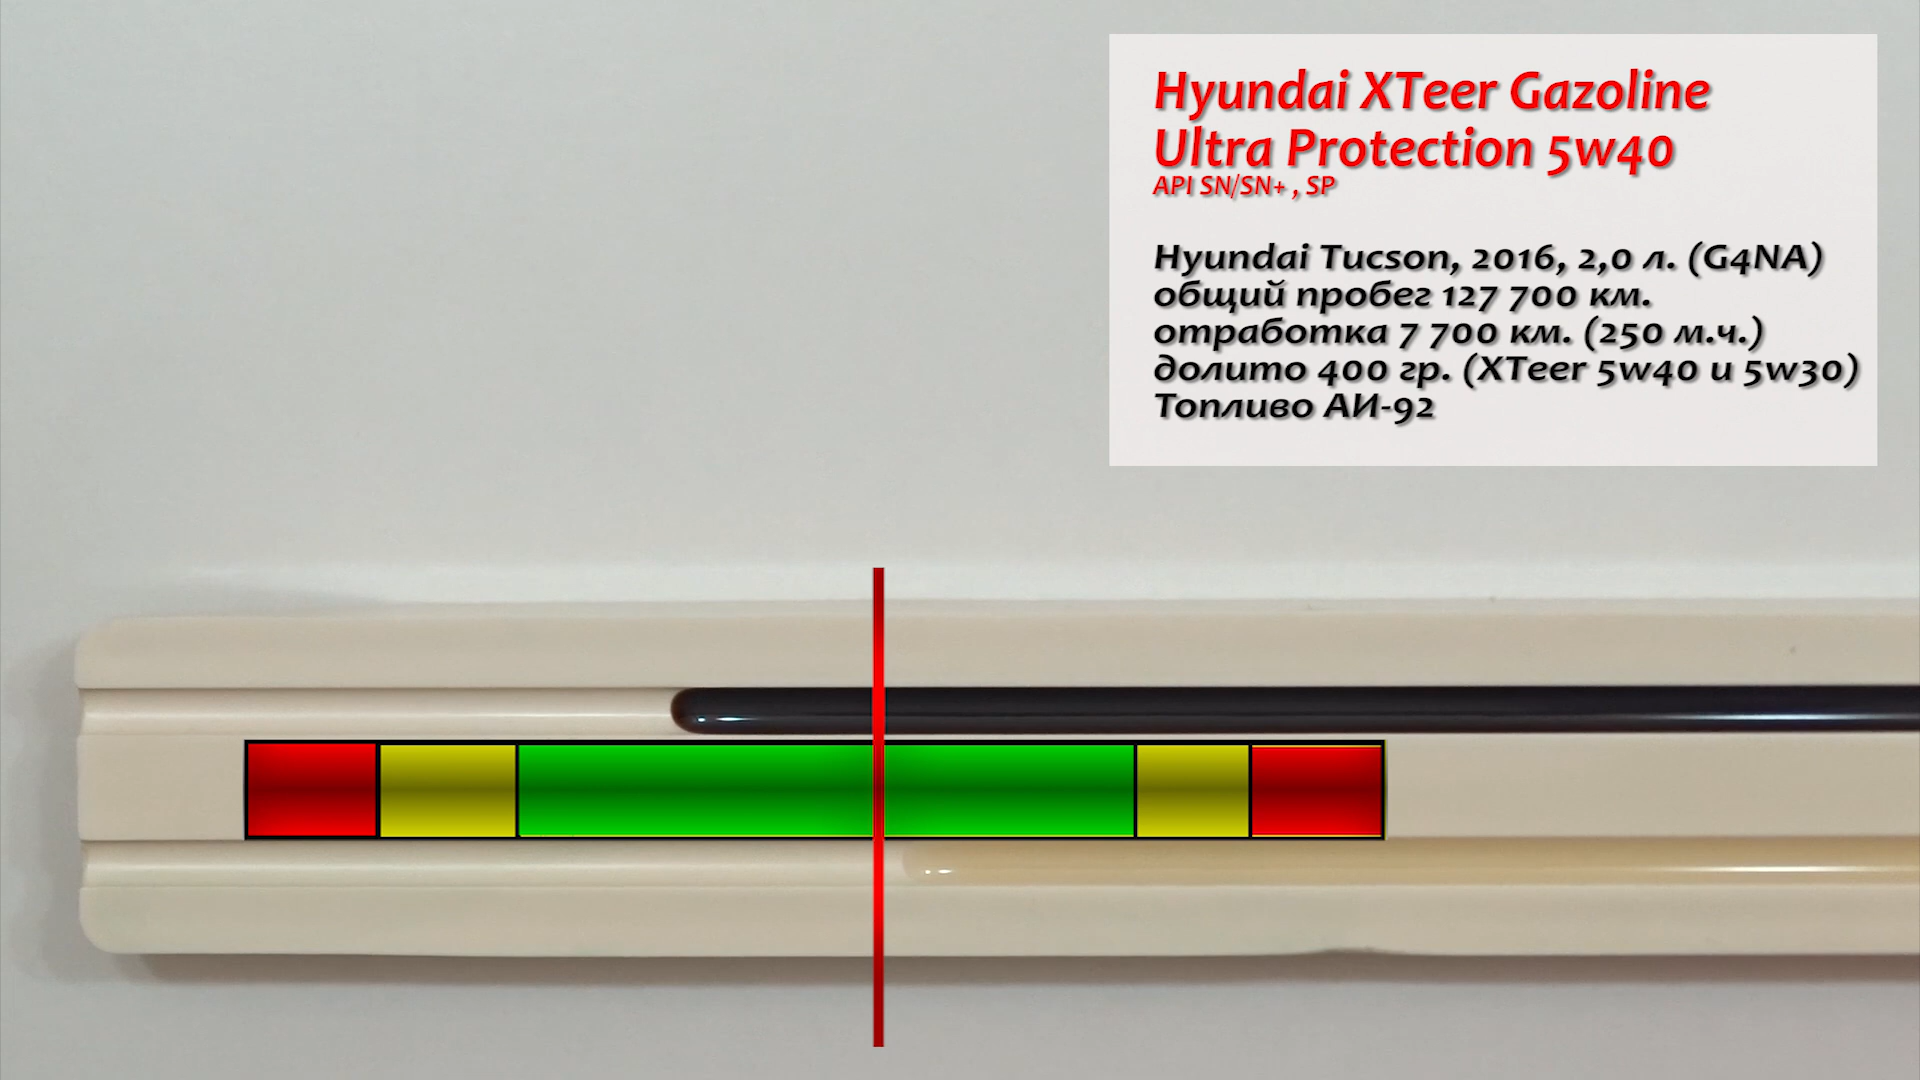 Hyundai XTeer Gazoline
Ultra Protection 5w40
API SN/SN+ , SP
Hyundai Tucson, 2016, 2,0 л. (G4NA)
общий пробег 127 700 км.
отработка 7 700 км. (250 м.ч.)
долито 400 гр. (XTeer 5w40 и 5w30)
Топливо АИ-92